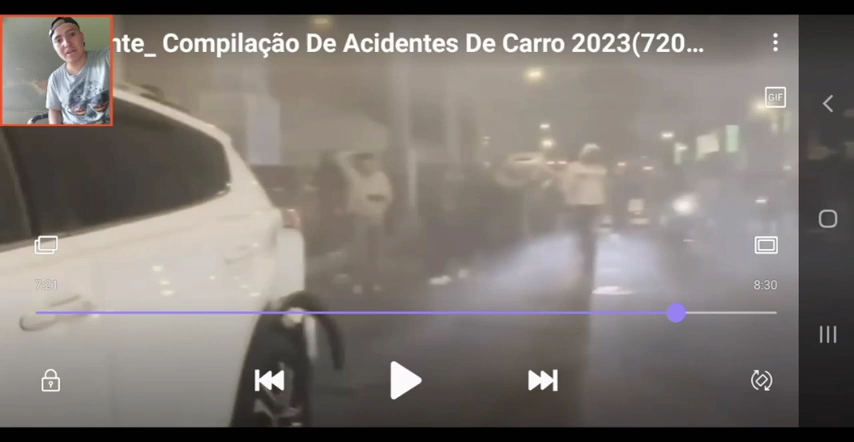 nte_ Compilação De Acidentes De Carro 2023(720...
GIF
7:21
8:30